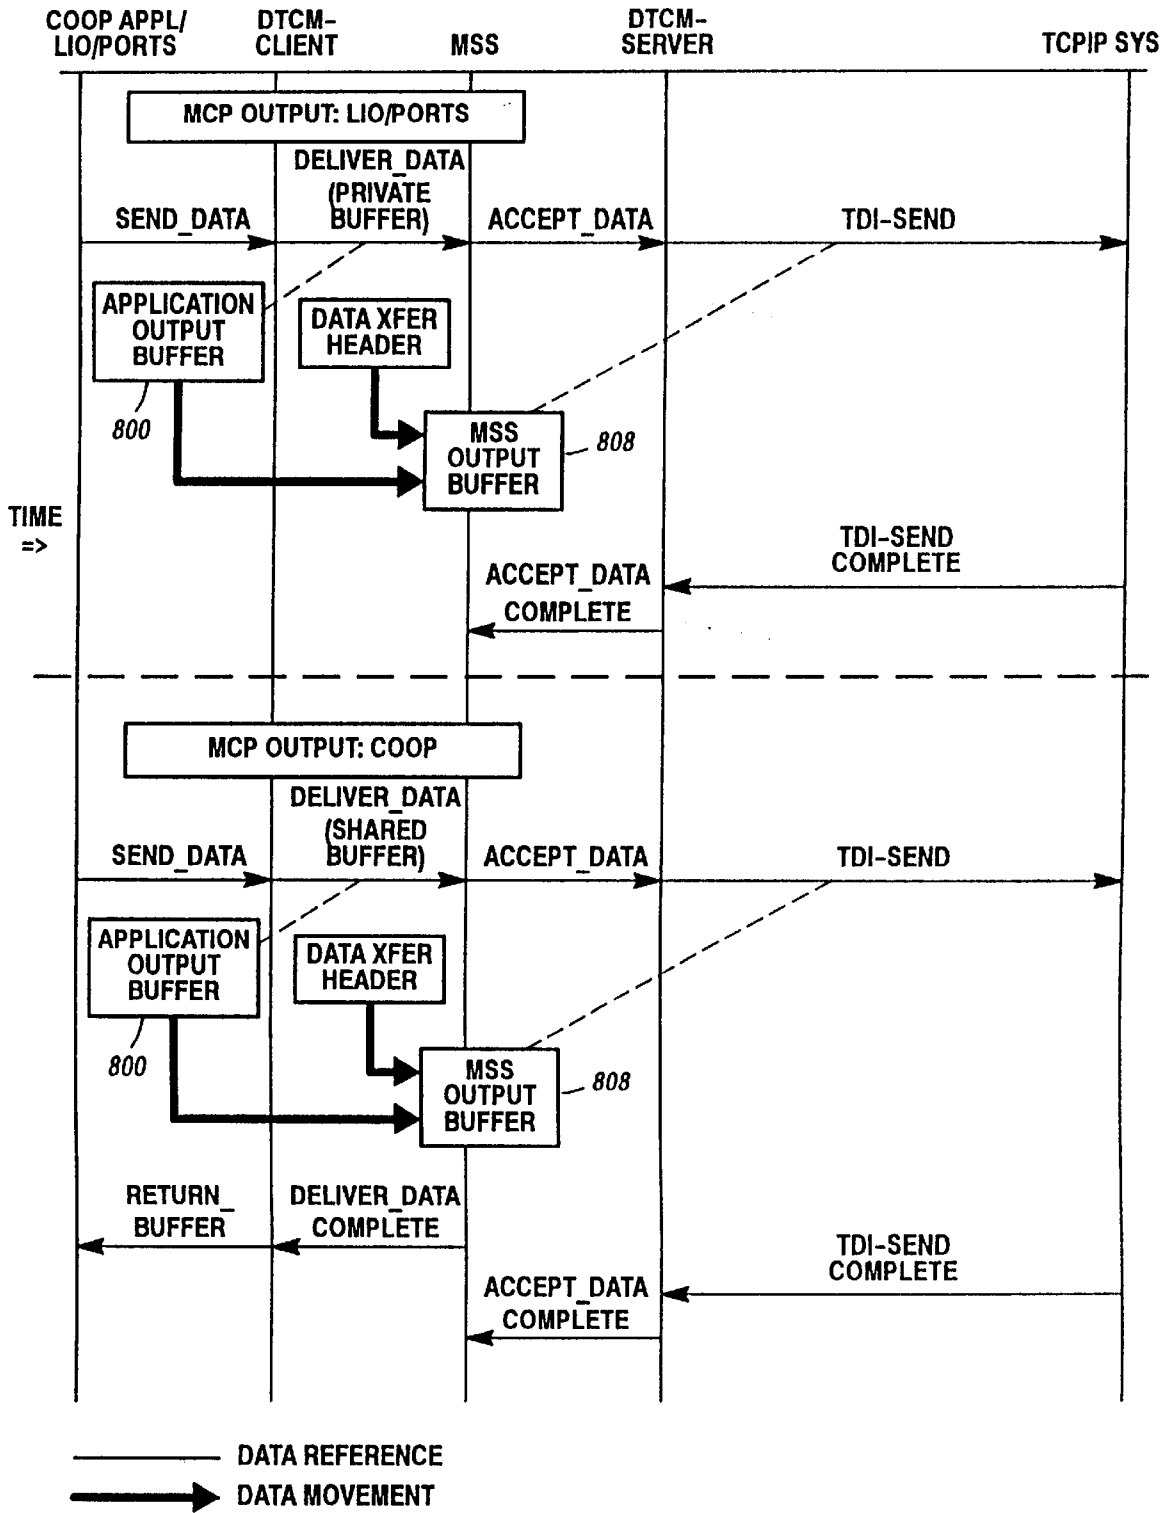 COOP APPL/
LIO/PORTS
DTCM-
CLIENT
MSS
DTCM-
SERVER
TCPIP SYS
MCP OUTPUT: LIO/PORTS
SEND_DATA
DELIVER_DATA
(PRIVATE
BUFFER)
ACCEPT_DATA
TDI-SEND
APPLICATION
OUTPUT
BUFFER
800
DATA XFER
HEADER
MSS
OUTPUT
BUFFER
808
TIME
=>
TDI-SEND
COMPLETE
ACCEPT_DATA
COMPLETE
MCP OUTPUT: COOP
SEND_DATA
DELIVER_DATA
(SHARED
BUFFER)
ACCEPT_DATA
TDI-SEND
APPLICATION
OUTPUT
BUFFER
800
DATA XFER
HEADER
MSS
OUTPUT
BUFFER
808
RETURN_
BUFFER
DELIVER_DATA
COMPLETE
TDI-SEND
COMPLETE
ACCEPT_DATA
COMPLETE
DATA REFERENCE
DATA MOVEMENT